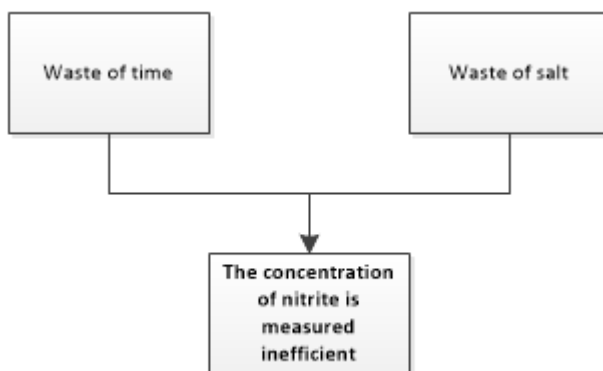 Waste of time
Waste of salt
The concentration
of nitrite is
measured
inefficient